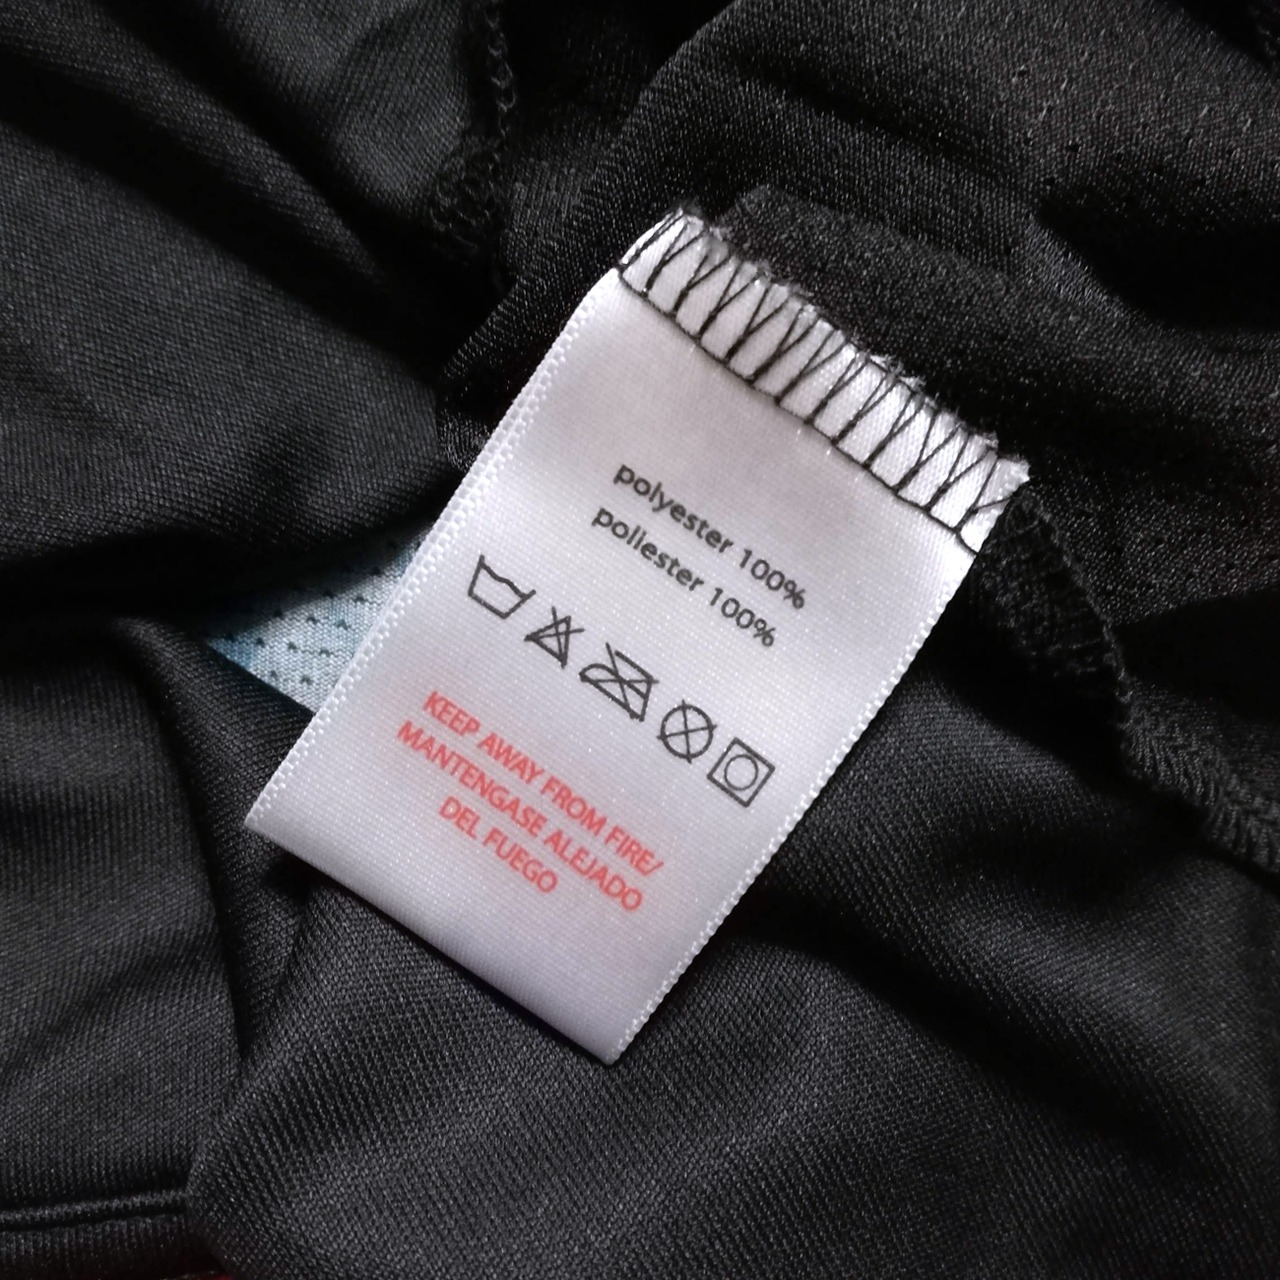 polyester 100%
poliester 100%
KEEP AWAY FROM FIRE/
MANTENGASE ALEJADO
DEL FUEGO